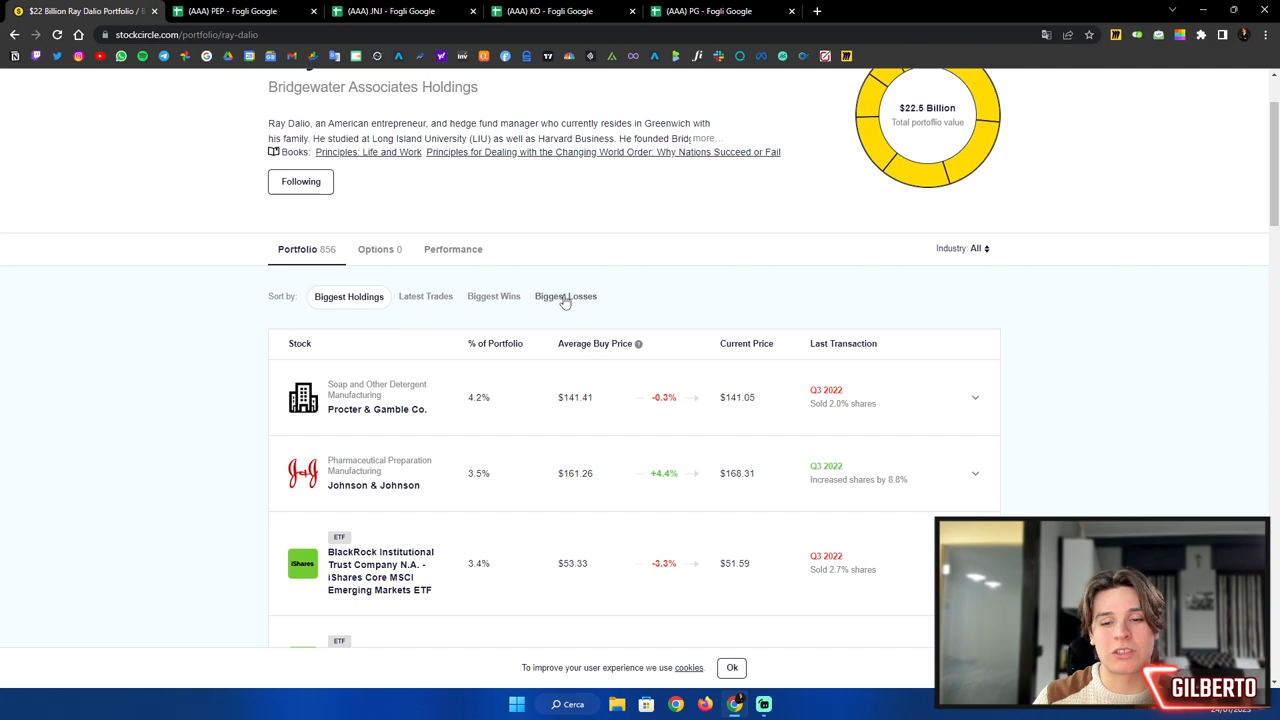 $22 Billion Ray Dalio Portfolio / B
(AAA) PEP - Fogli Google
(AAA) JNJ - Fogli Google
(AAA) KO - Fogli Google
(AAA) PG - Fogli Google
stockcircle.com/portfolio/ray-dalio
Bridgewater Associates Holdings
Ray Dalio, an American entrepreneur, and hedge fund manager who currently resides in Greenwich with
his family. He studied at Long Island University (LIU) as well as Harvard Business. He founded Bridg more...
Books: Principles: Life and Work Principles for Dealing with the Changing World Order: Why Nations Succeed or Fail
Following
$22.5 Billion
Total portoflio value
Portfolio 856
Options 0
Performance
Industry: All
Sort by:
Biggest Holdings
Latest Trades
Biggest Wins
Biggest Losses
Stock
% of Portfolio
Average Buy Price
Current Price
Last Transaction
Soap and Other Detergent
Manufacturing
Procter & Gamble Co.
4.2%
$141.41
-0.3%
$141.05
Q3 2022
Sold 2.0% shares
Pharmaceutical Preparation
Manufacturing
Johnson & Johnson
3.5%
$161.26
+4.4%
$168.31
Q3 2022
Increased shares by 8.8%
ETF
iShares
BlackRock Institutional
Trust Company N.A. -
iShares Core MSCI
Emerging Markets ETF
3.4%
$53.33
-3.3%
$51.59
Q3 2022
Sold 2.7% shares
ETF
To improve your user experience we use cookies.
Ok
GILBERTO
Cerca
24/01/2023